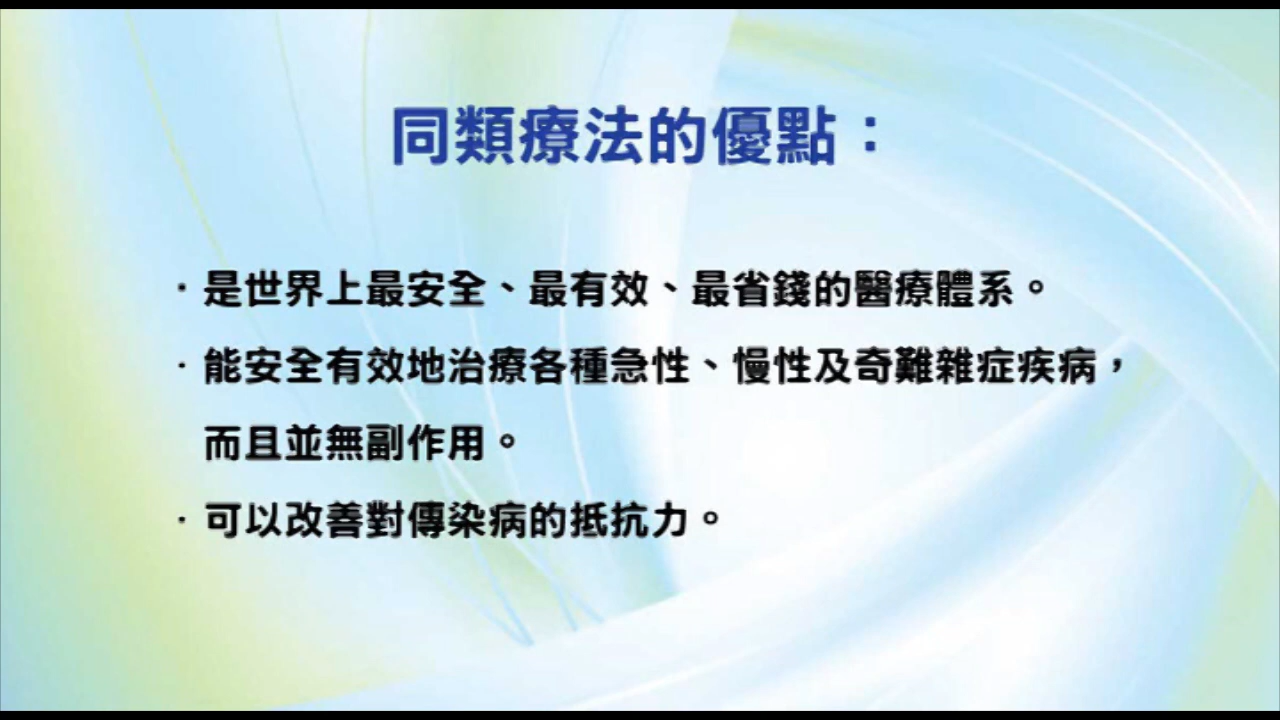 同類療法的優點：
· 是世界上最安全、最有效、最省錢的醫療體系。
· 能安全有效地治療各種急性、慢性及奇難雜症疾病，
而且並無副作用。
· 可以改善對傳染病的抵抗力。